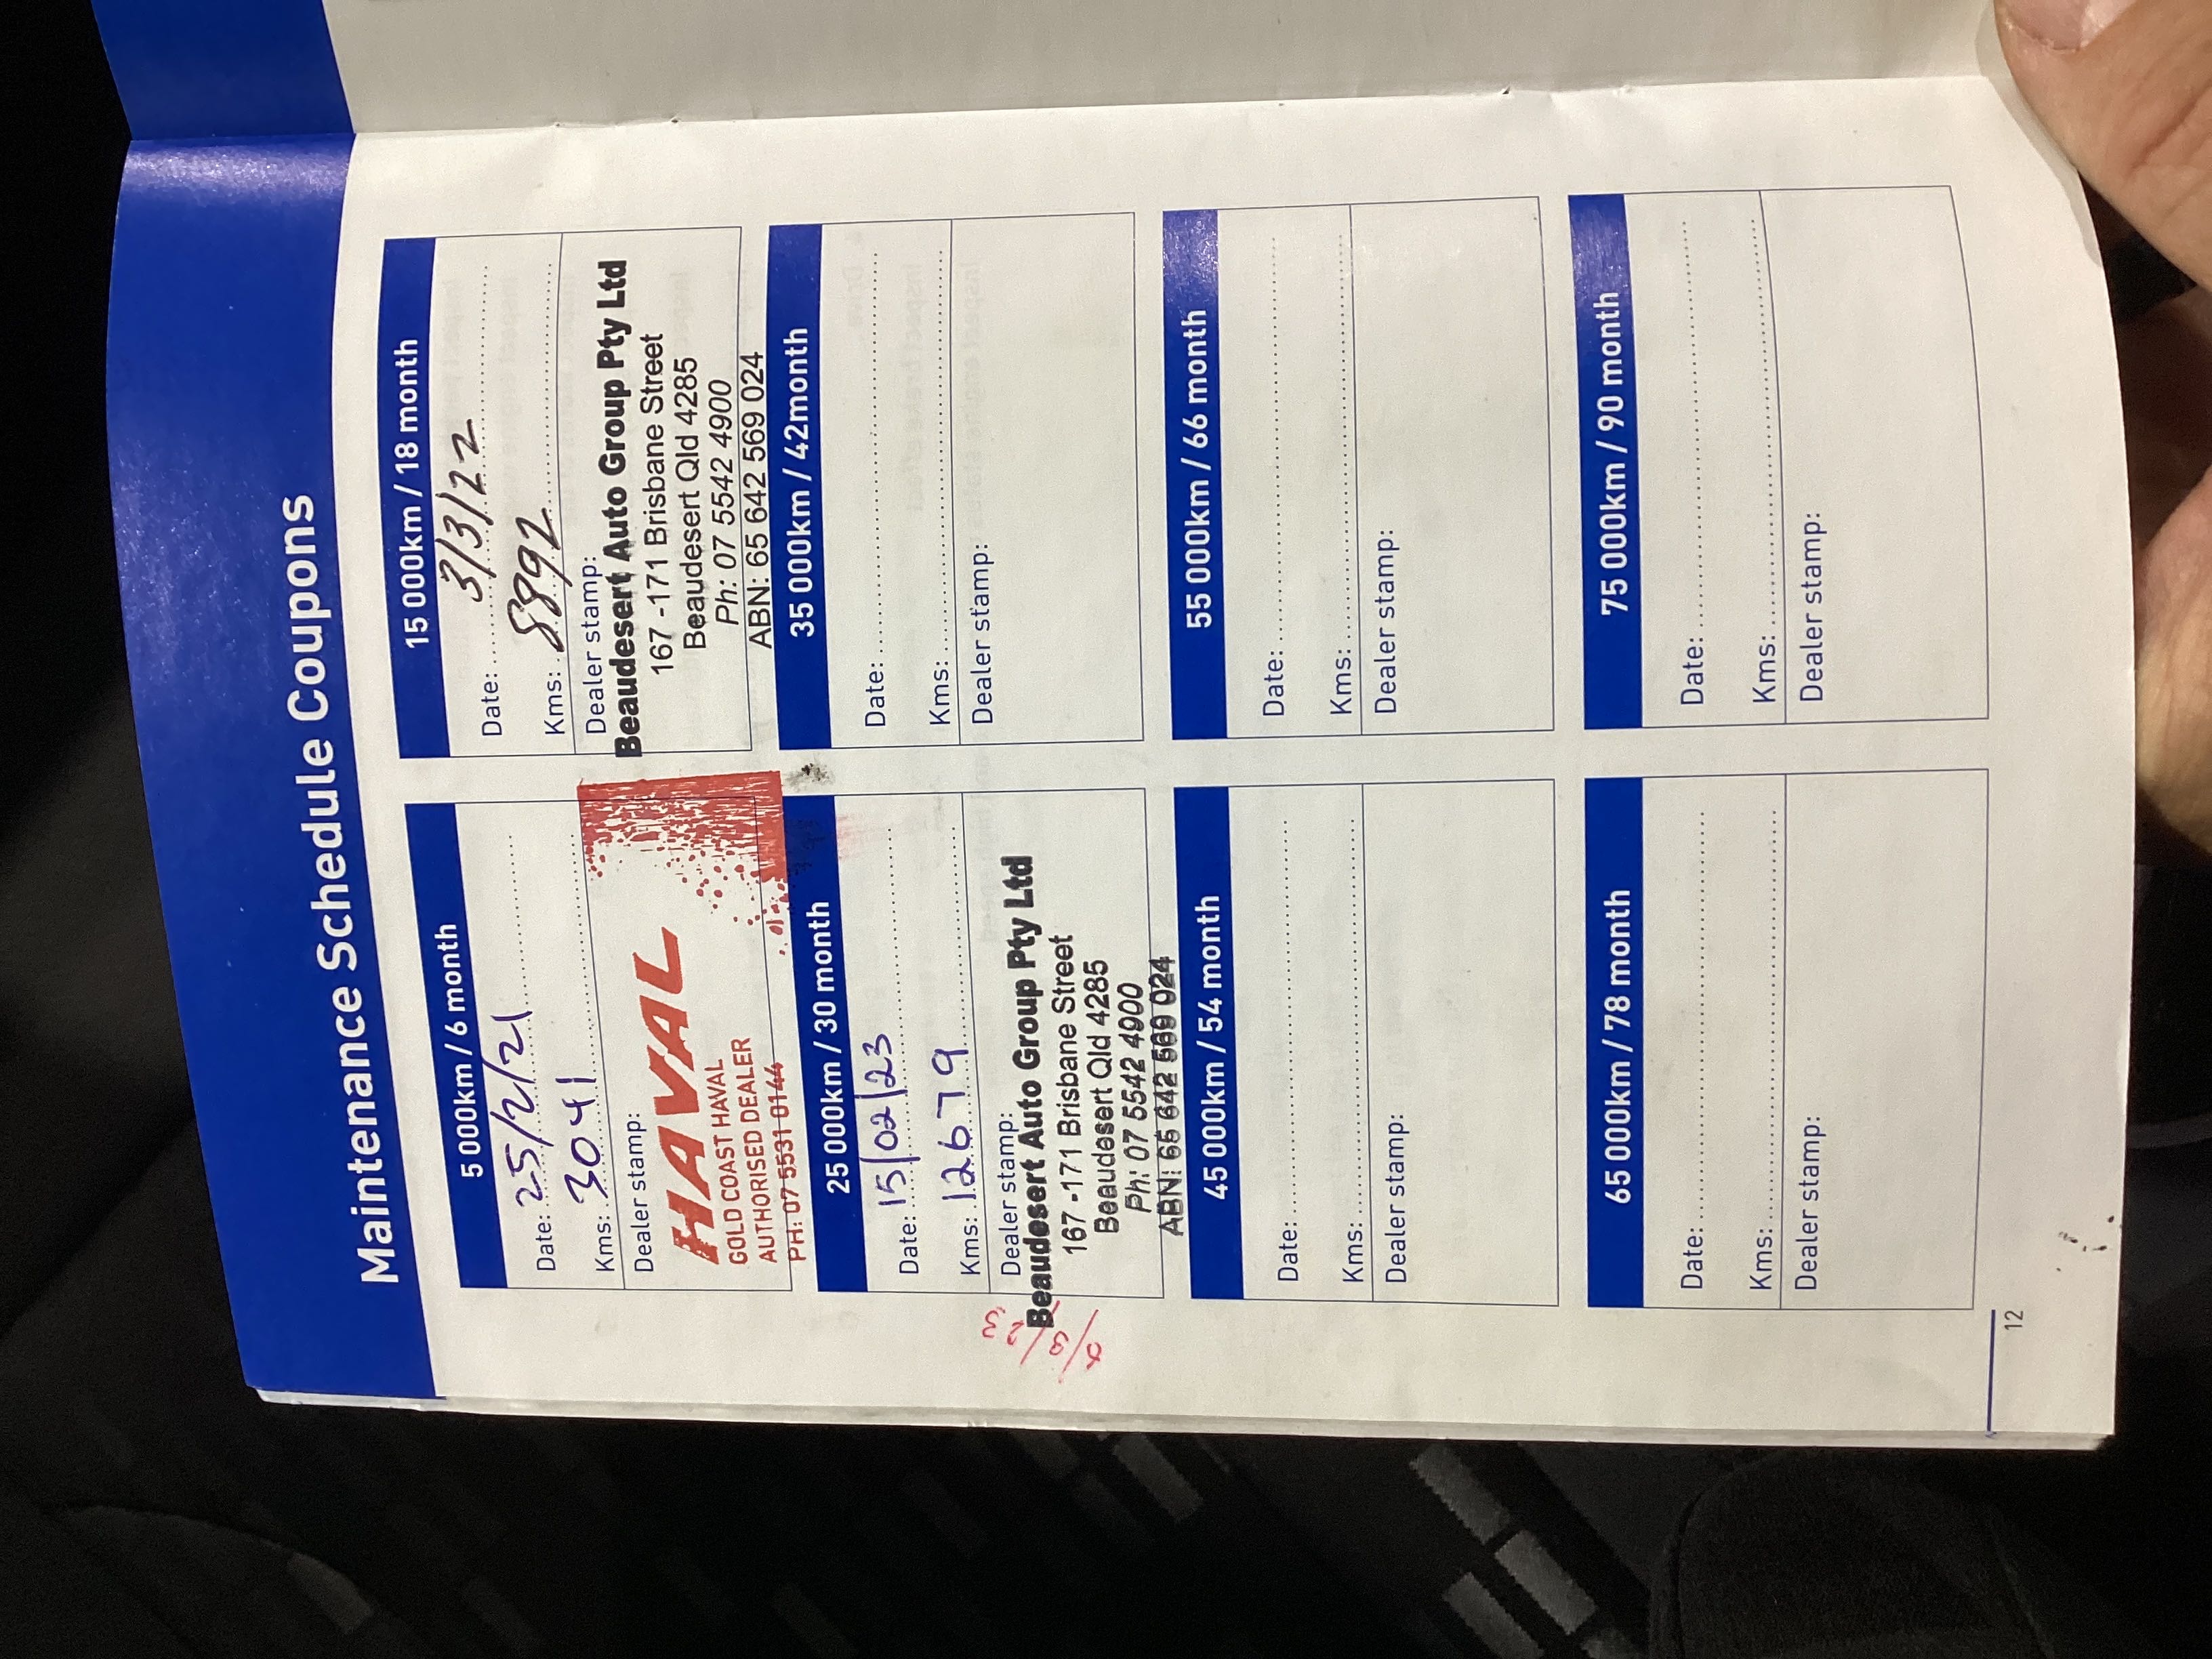 Maintenance Schedule Coupons
5 000km / 6 month
Date: 25/2/21
Kms: 3041
Dealer stamp:
HAVAL
GOLD COAST HAVAL
AUTHORISED DEALER
PH: 07 5531 0144
15 000km / 18 month
Date: 3/3/22
Kms: 8892
Dealer stamp:
Beaudesert Auto Group Pty Ltd
167 -171 Brisbane Street
Beaudesert Qld 4285
Ph: 07 5542 4900
ABN: 65 642 569 024
25 000km / 30 month
Date: 15/02/23
Kms: 12679
Dealer stamp:
Beaudesert Auto Group Pty Ltd
167 -171 Brisbane Street
Beaudesert Qld 4285
Ph: 07 5542 4900
ABN: 65 642 569 024
35 000km / 42month
Date:
Kms:
Dealer stamp:
45 000km / 54 month
Date:
Kms:
Dealer stamp:
55 000km / 66 month
Date:
Kms:
Dealer stamp:
65 000km / 78 month
Date:
Kms:
Dealer stamp:
75 000km / 90 month
Date:
Kms:
Dealer stamp:
12